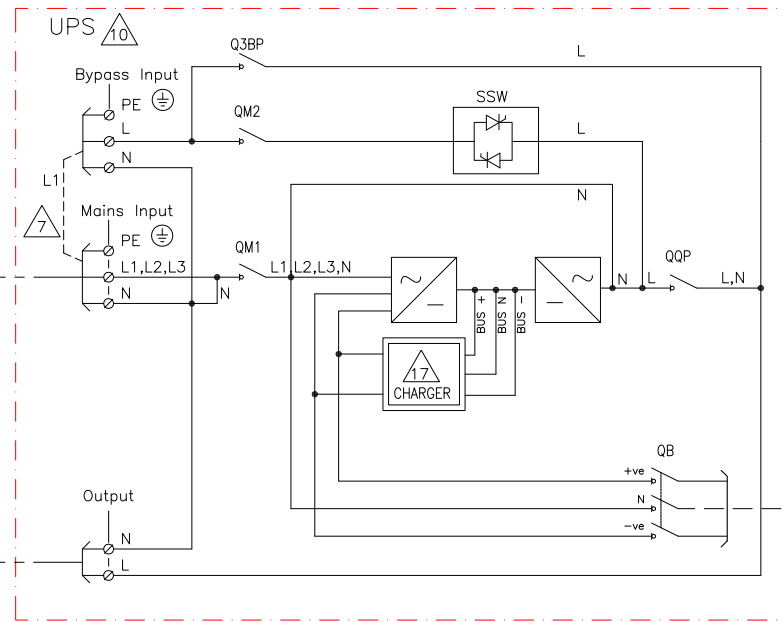 UPS 10
Q3BP
L
Bypass Input
PE
L
N
QM2
SSW
L
L1
7
N
Mains Input
PE
L1,L2,L3
N
N
QM1
L1,L2,L3,N
QQP
N
L
L,N
BUS +
BUS N
BUS -
17
CHARGER
QB
+ve
N
-ve
Output
N
L